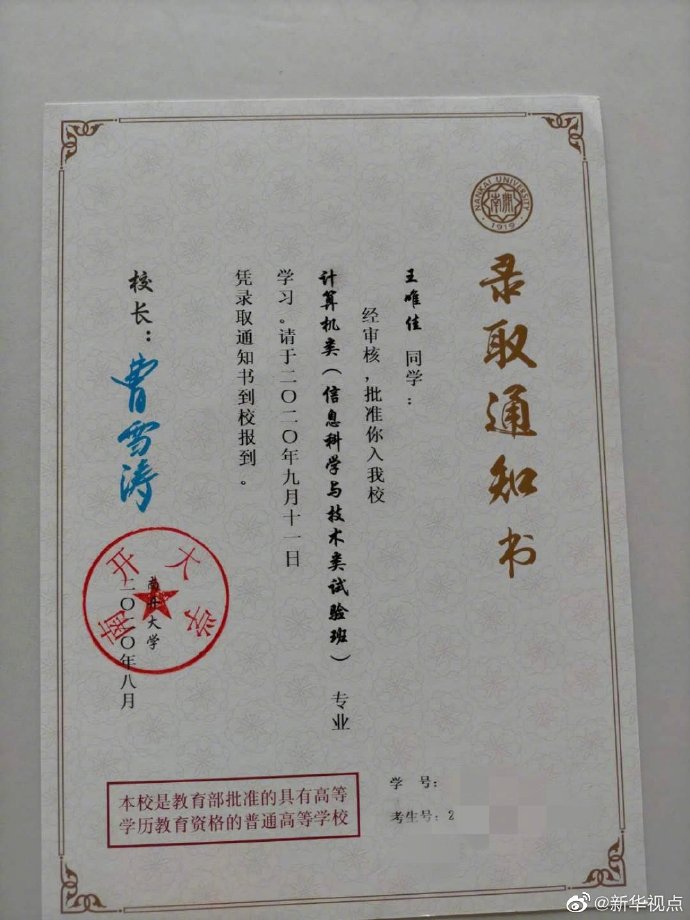 NANKAI UNIVERSITY
南开
1919
录取通知书
王唯佳 同学:
经审核,批准你入我校
计算机类(信息科学与技术类试验班) 专业
学习。请于二〇二〇年九月十一日
凭录取通知书到校报到。
校长:曹雪涛
南开大学
南开大学
二〇二〇年八月
学 号:
考生号:2
本校是教育部批准的具有高等
学历教育资格的普通高等学校
@新华视点